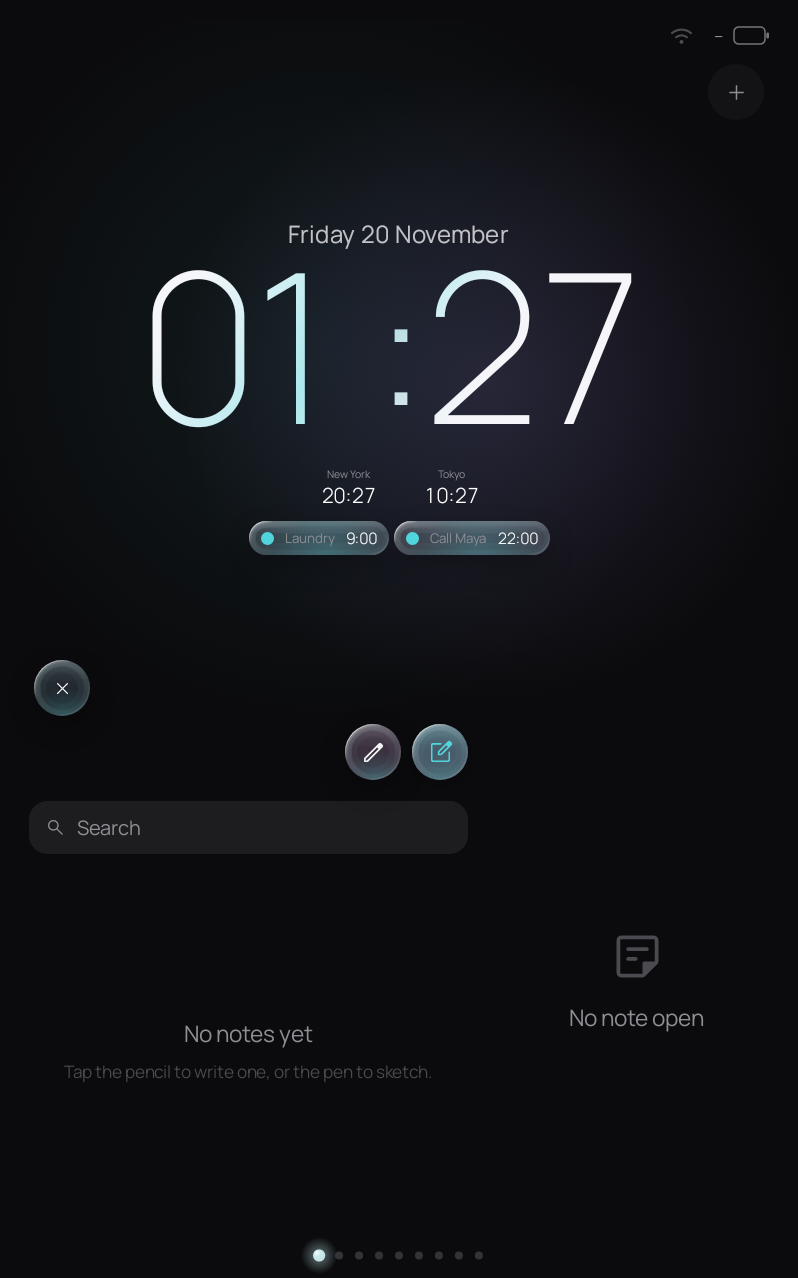 Friday 20 November
01:27
New York Tokyo
20:27 10:27
Laundry 9:00 Call Maya 22:00
Search
No note open
No notes yet
Tap the pencil to write one, or the pen to sketch.